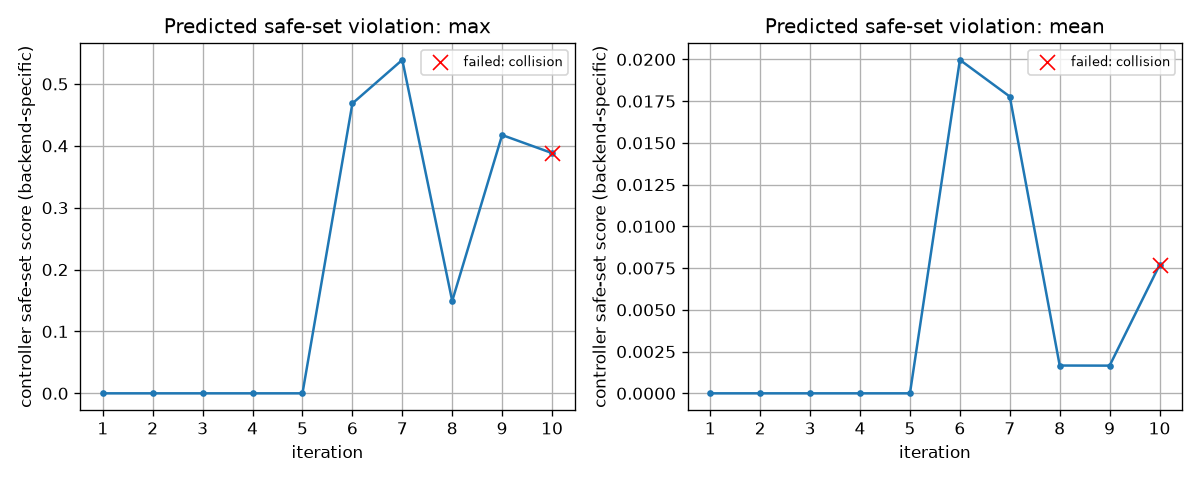 Predicted safe-set violation: max
controller safe-set score (backend-specific)
failed: collision
0.5
0.4
0.3
0.2
0.1
0.0
1 2 3 4 5 6 7 8 9 10
iteration
Predicted safe-set violation: mean
controller safe-set score (backend-specific)
failed: collision
0.0200
0.0175
0.0150
0.0125
0.0100
0.0075
0.0050
0.0025
0.0000
1 2 3 4 5 6 7 8 9 10
iteration